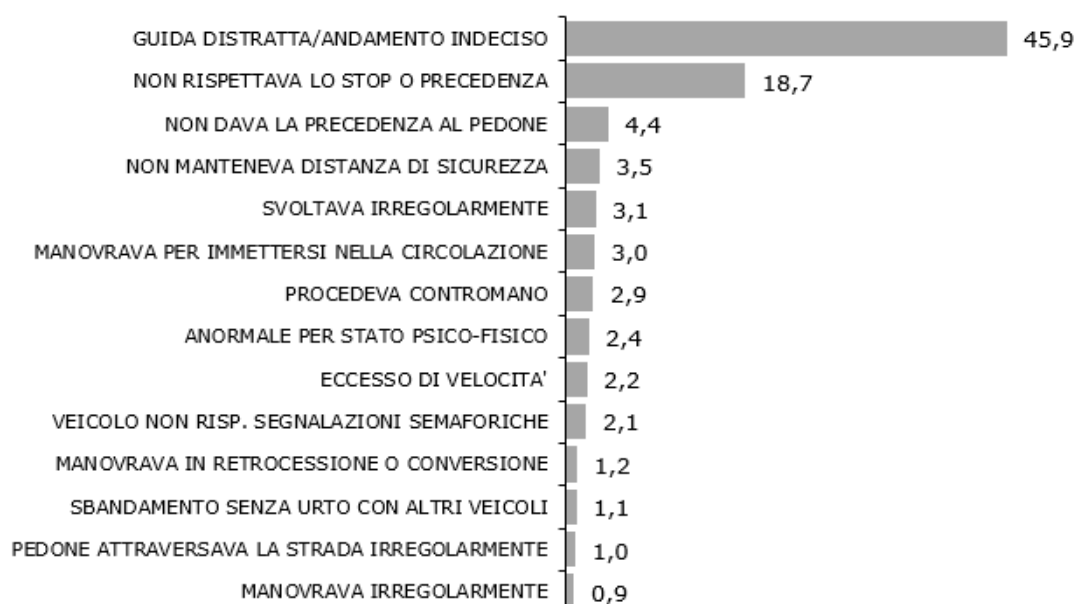 GUIDA DISTRATTA/ANDAMENTO INDECISO 45,9
NON RISPETTAVA LO STOP O PRECEDENZA 18,7
NON DAVA LA PRECEDENZA AL PEDONE 4,4
NON MANTENEVA DISTANZA DI SICUREZZA 3,5
SVOLTAVA IRREGOLARMENTE 3,1
MANOVRAVA PER IMMETTERSI NELLA CIRCOLAZIONE 3,0
PROCEDEVA CONTROMANO 2,9
ANORMALE PER STATO PSICO-FISICO 2,4
ECCESSO DI VELOCITA' 2,2
VEICOLO NON RISP. SEGNALAZIONI SEMAFORICHE 2,1
MANOVRAVA IN RETROCESSIONE O CONVERSIONE 1,2
SBANDAMENTO SENZA URTO CON ALTRI VEICOLI 1,1
PEDONE ATTRAVERSAVA LA STRADA IRREGOLARMENTE 1,0
MANOVRAVA IRREGOLARMENTE 0,9